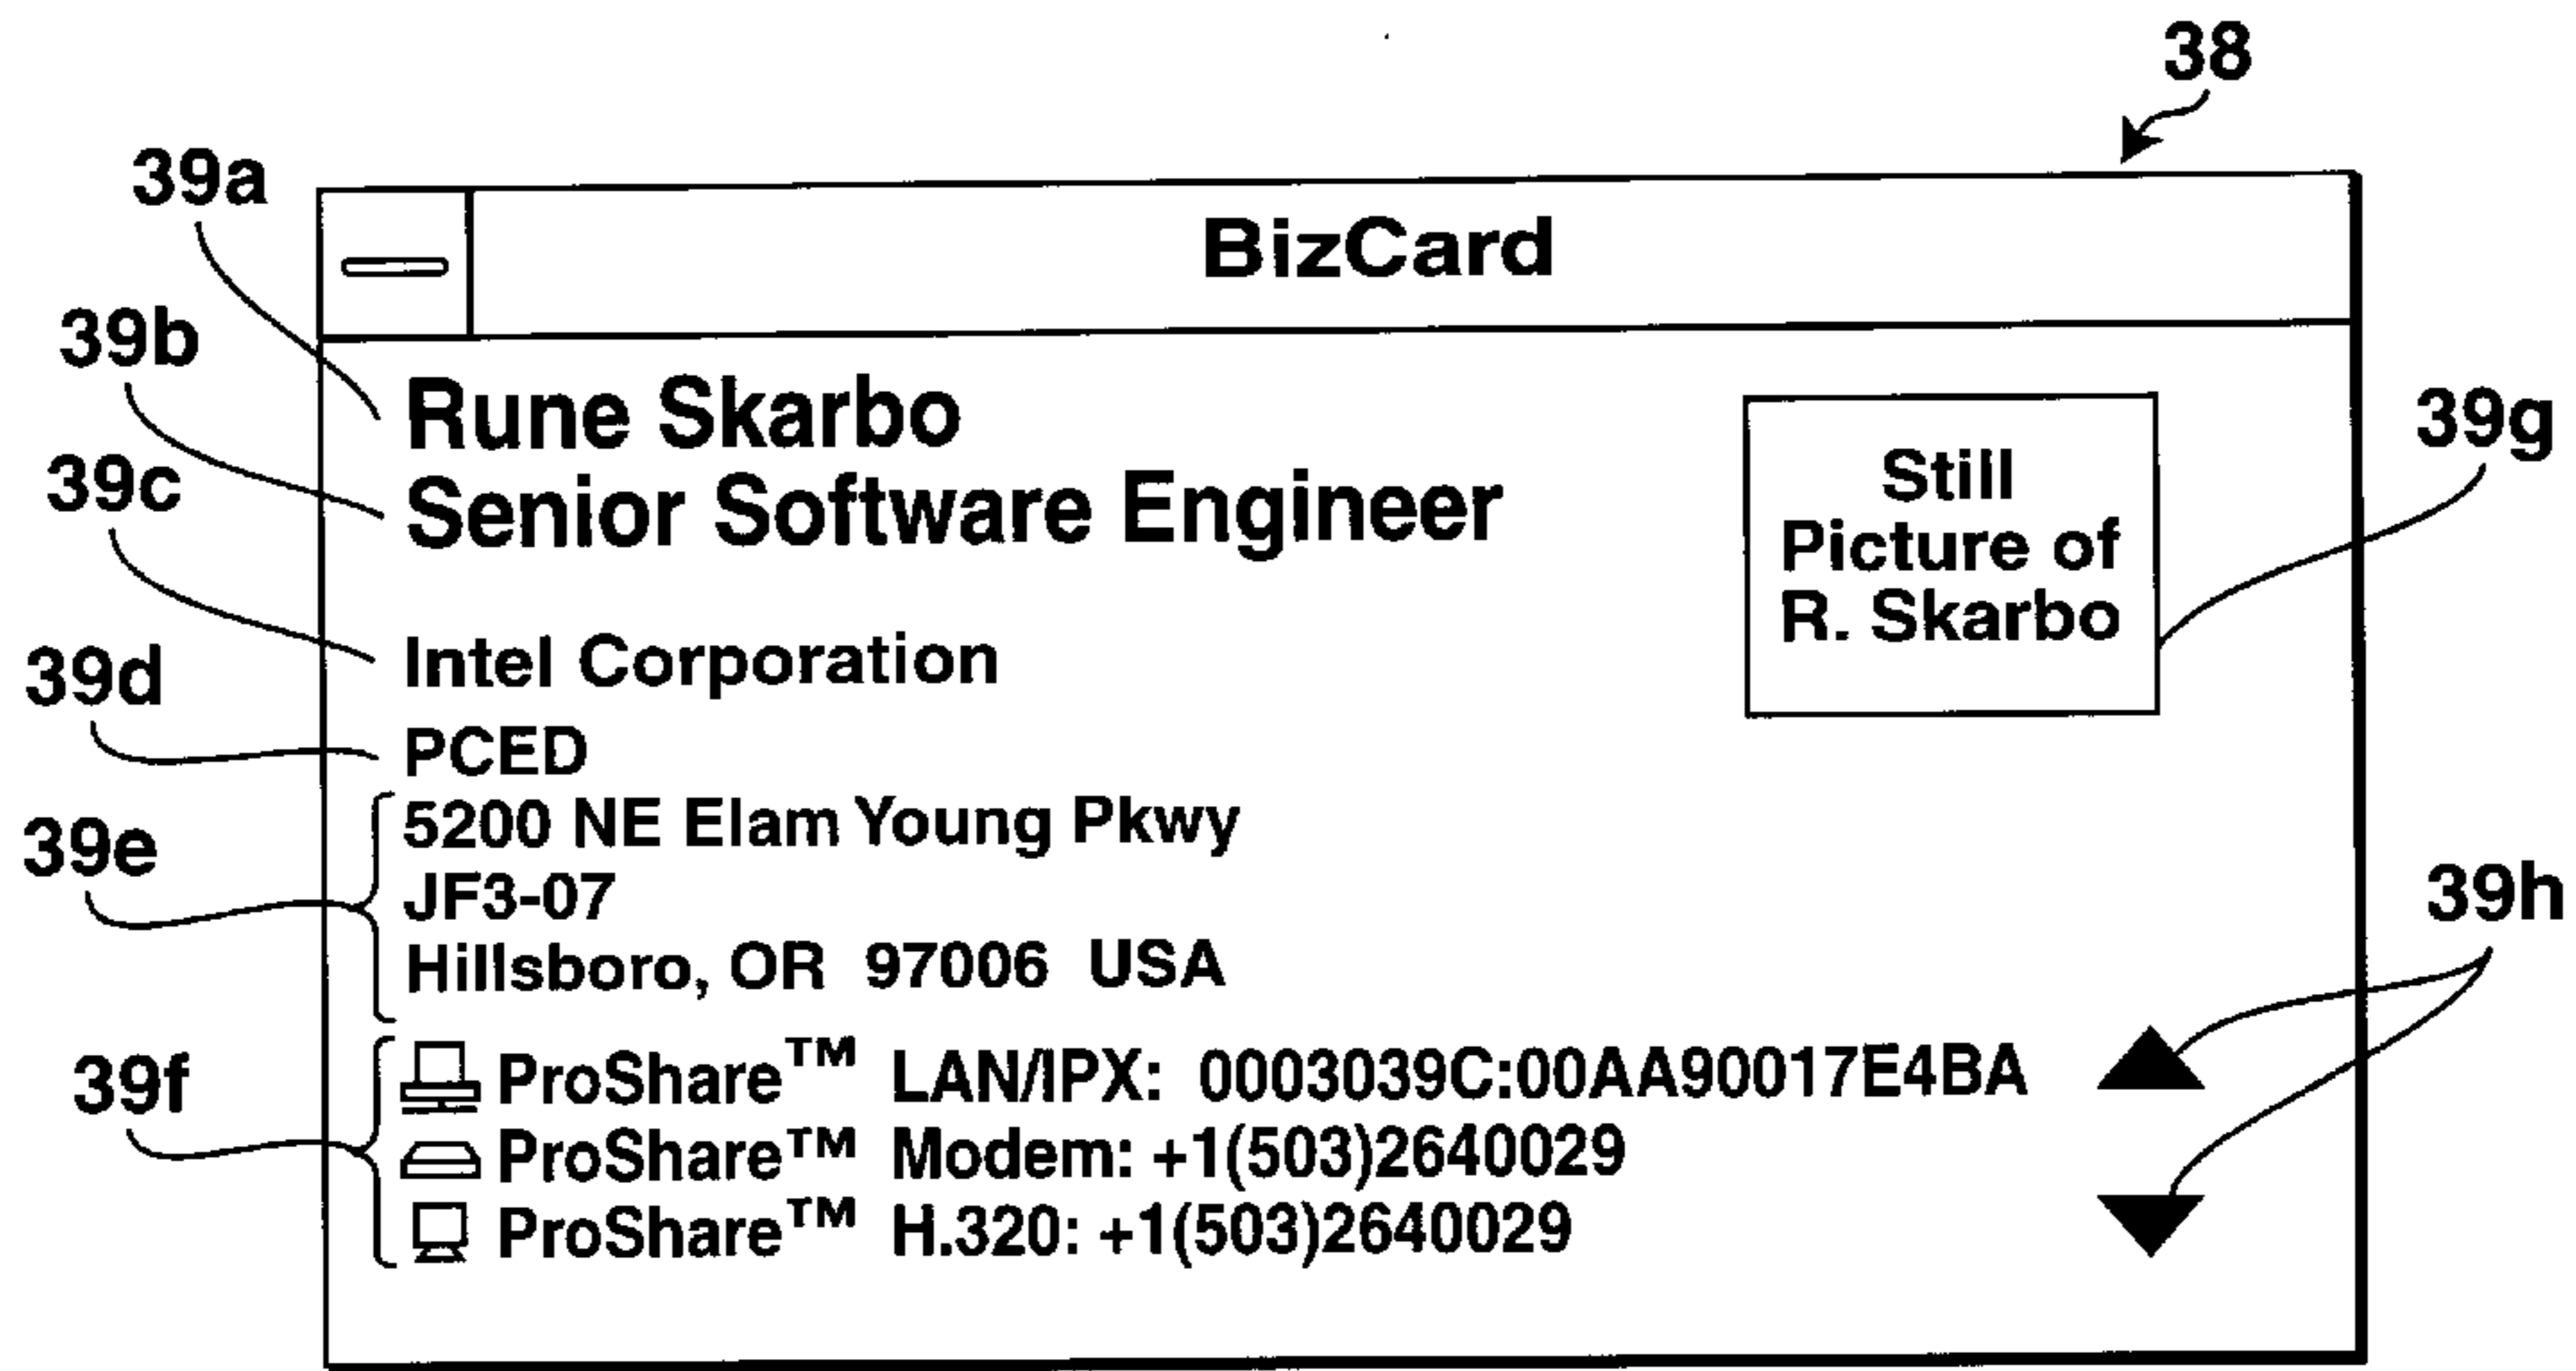 38
39a
BizCard
39b
Rune Skarbo
39g
Still
Picture of
R. Skarbo
39c
Senior Software Engineer
Intel Corporation
39d
PCED
39e
5200 NE Elam Young Pkwy
JF3-07
39h
Hillsboro, OR 97006 USA
39f
ProShare™ LAN/IPX: 0003039C:00AA90017E4BA
ProShare™ Modem: +1(503)2640029
ProShare™ H.320: +1(503)2640029